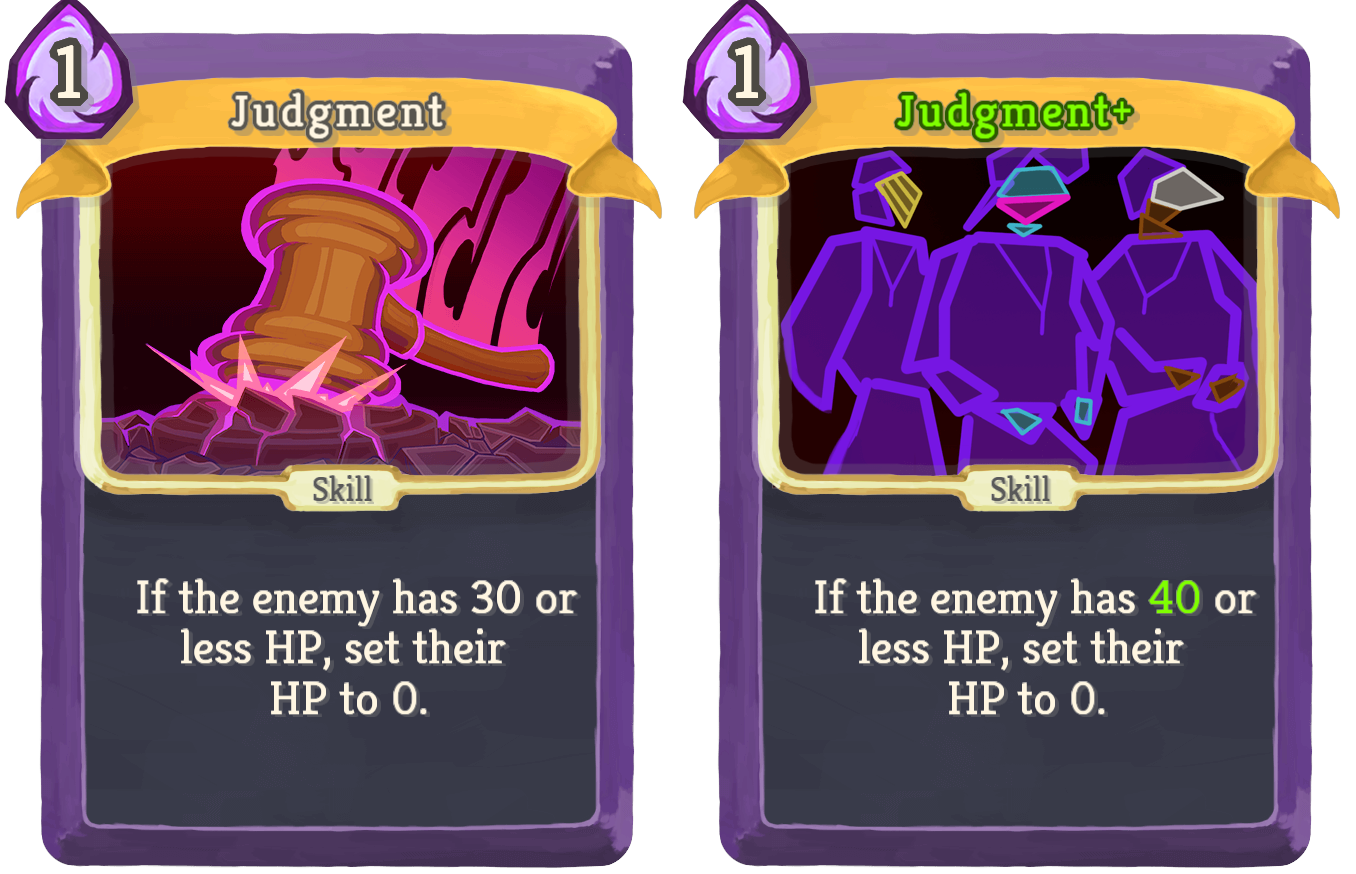 1
Judgment
Skill
If the enemy has 30 or
less HP, set their
HP to 0.
1
Judgment+
Skill
If the enemy has 40 or
less HP, set their
HP to 0.